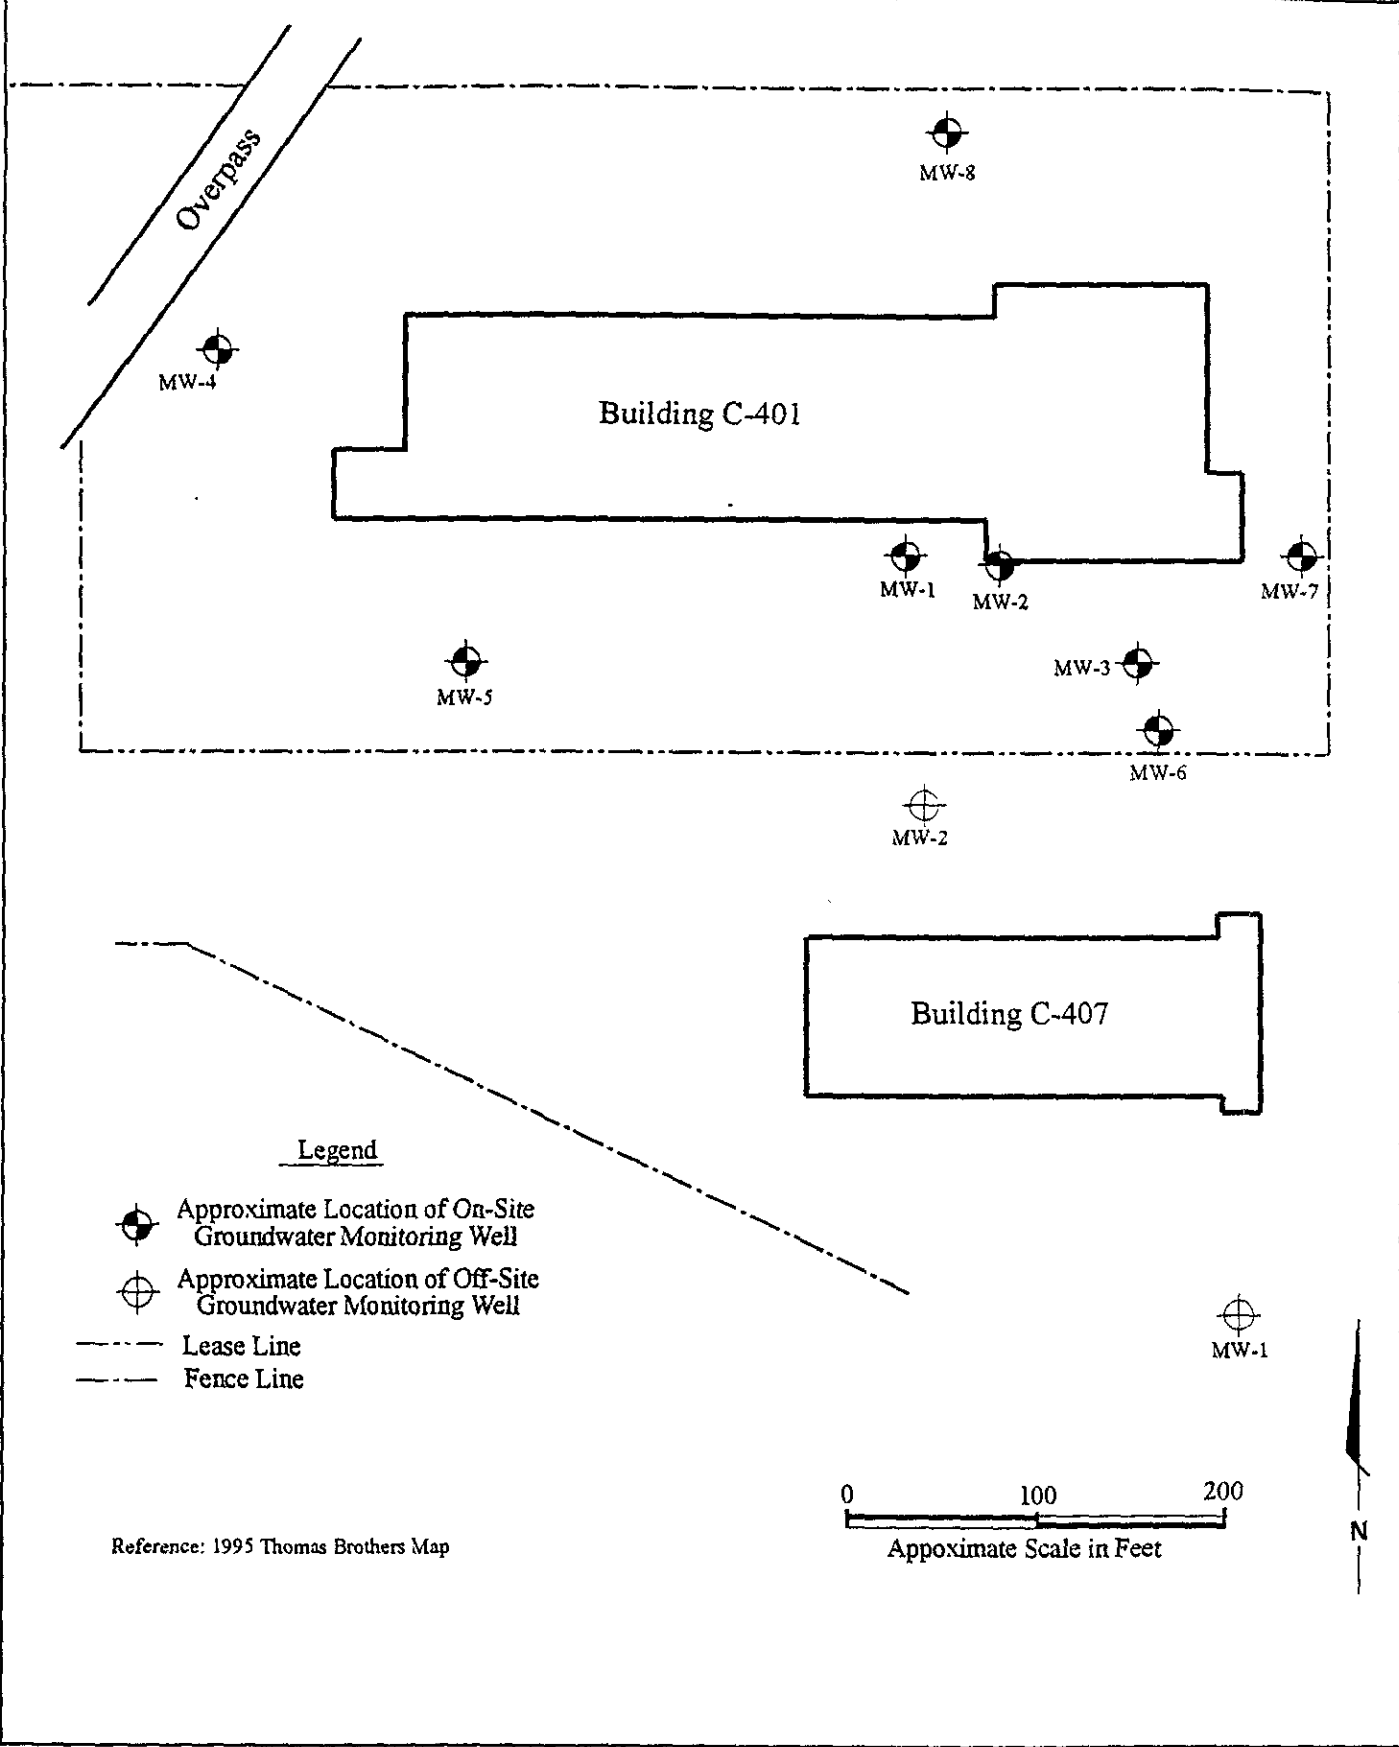 Overpass
MW-8
MW-4
Building C-401
MW-1
MW-2
MW-7
MW-3
MW-5
MW-6
MW-2
Building C-407
Legend
Approximate Location of On-Site
Groundwater Monitoring Well
Approximate Location of Off-Site
Groundwater Monitoring Well
Lease Line
Fence Line
MW-1
0 100 200
Appoximate Scale in Feet
N
Reference: 1995 Thomas Brothers Map